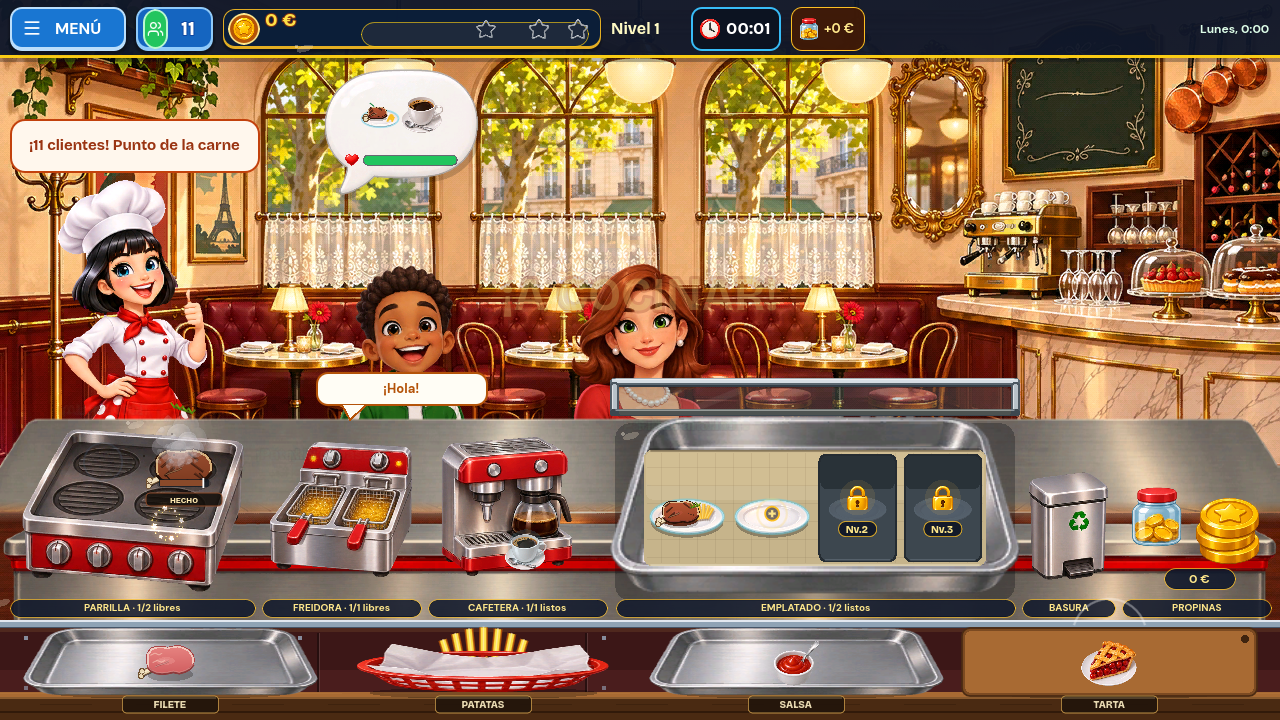 MENÚ
11
0 €
Nivel 1
00:01
+0 €
Lunes, 0:00
¡11 clientes! Punto de la carne
¡A COCINAR!
¡Hola!
HECHO
Nv.2
Nv.3
0 €
PARRILLA · 1/2 libres
FREIDORA · 1/1 libres
CAFETERA · 1/1 listos
EMPLATADO · 1/2 listos
BASURA
PROPINAS
FILETE
PATATAS
SALSA
TARTA